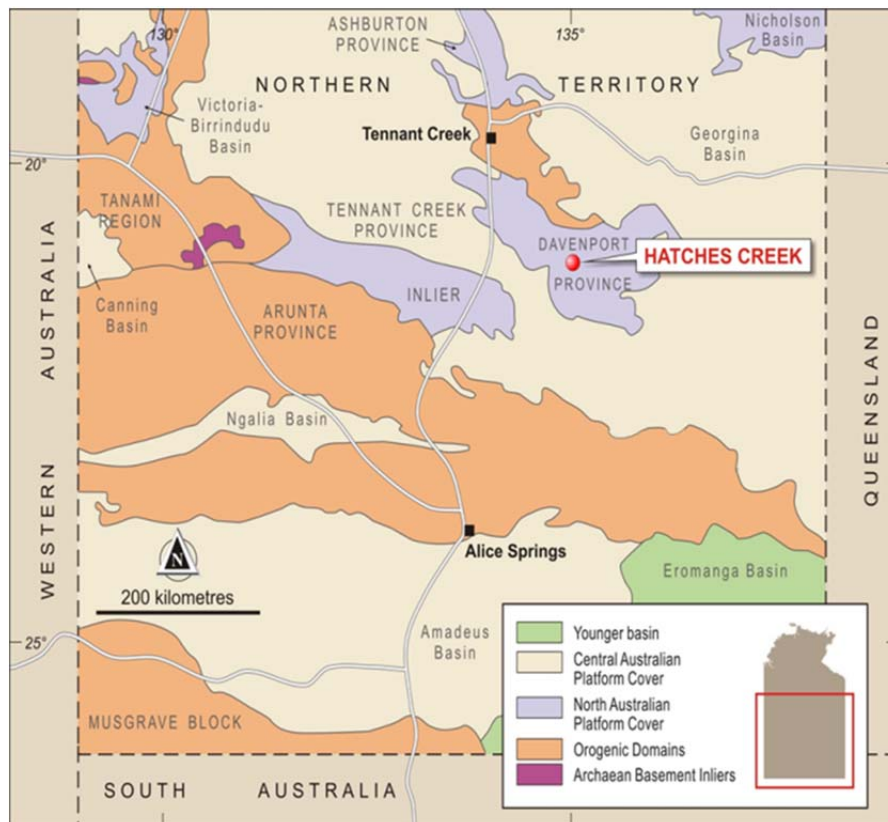 130°
ASHBURTON
PROVINCE
135°
Nicholson
Basin
NORTHERN
TERRITORY
Victoria-
Birrindudu
Basin
Tennant Creek
Georgina
Basin
20°
TANAMI
REGION
TENNANT CREEK
PROVINCE
DAVENPORT
PROVINCE
HATCHES CREEK
INLIER
Canning
Basin
ARUNTA
PROVINCE
Ngalia Basin
WESTERN
AUSTRALIA
QUEENSLAND
N
Alice Springs
Eromanga Basin
200 kilometres
25°
Amadeus
Basin
MUSGRAVE BLOCK
SOUTH
AUSTRALIA
Younger basin
Central Australian
Platform Cover
North Australian
Platform Cover
Orogenic Domains
Archaean Basement Inliers